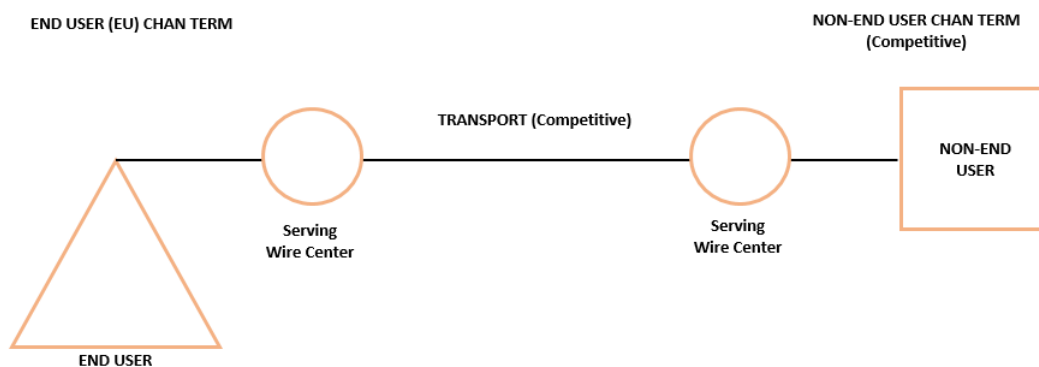 END USER (EU) CHAN TERM
NON-END USER CHAN TERM
(Competitive)
TRANSPORT (Competitive)
NON-END
USER
Serving
Wire Center
Serving
Wire Center
END USER